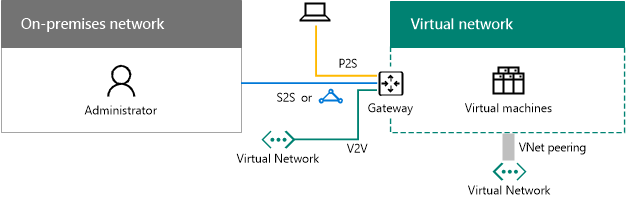 On-premises network
Virtual network
P2S
Administrator
S2S or
Gateway
Virtual machines
V2V
Virtual Network
VNet peering
Virtual Network